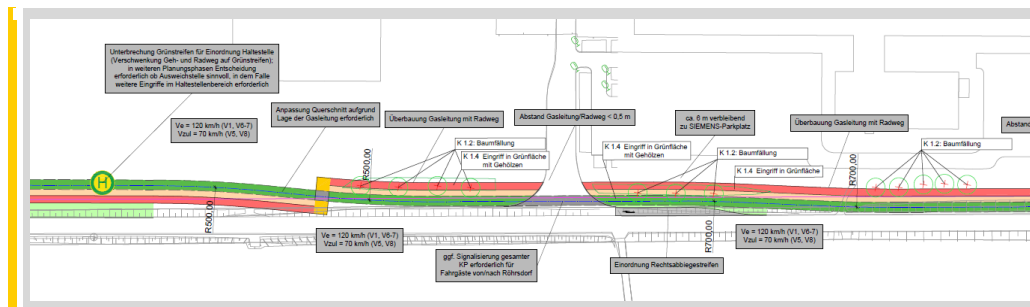 Unterbrechung Grünstreifen für Einordnung Haltestelle
(Verschwenkung Geh- und Radweg auf Grünstreifen);
in weiteren Planungsphasen Entscheidung
erforderlich ob Ausweichstelle sinnvoll, in dem Falle
weitere Eingriffe im Haltestellenbereich erforderlich
Ve = 120 km/h (V1, V6-7)
Vzul = 70 km/h (V5, V8)
Anpassung Querschnitt aufgrund
Lage der Gasleitung erforderlich
Überbauung Gasleitung mit Radweg
Abstand Gasleitung/Radweg < 0,5 m
ca. 6 m verbleibend
zu SIEMENS-Parkplatz
Überbauung Gasleitung mit Radweg
Abstand
K 1.2: Baumfällung
K 1.4 Eingriff in Grünfläche
mit Gehölzen
K 1.4 Eingriff in Grünfläche
mit Gehölzen
K 1.2: Baumfällung
K 1.4 Eingriff in Grünfläche
K 1.2: Baumfällung
H
R600,00
R500,00
R700,00
R700,00
Ve = 120 km/h (V1, V6-7)
Vzul = 70 km/h (V5, V8)
Ve = 120 km/h (V1, V6-7)
Vzul = 70 km/h (V5, V8)
ggf. Signalisierung gesamter
KP erforderlich für
Fahrgäste von/nach Röhrsdorf
Einordnung Rechtsabbiegestreifen